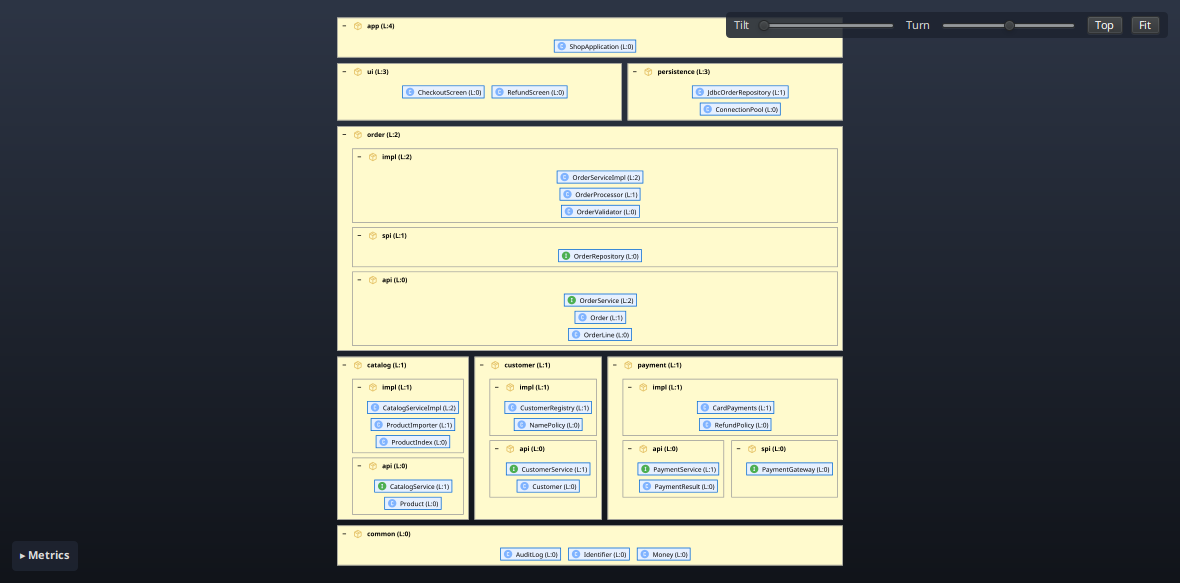 Tilt Turn Top Fit
− app (L:4)
C ShopApplication (L:0)
− ui (L:3)
C CheckoutScreen (L:0) C RefundScreen (L:0)
− persistence (L:3)
C JdbcOrderRepository (L:1)
C ConnectionPool (L:0)
− order (L:2)
− impl (L:2)
C OrderServiceImpl (L:2)
C OrderProcessor (L:1)
C OrderValidator (L:0)
− spi (L:1)
I OrderRepository (L:0)
− api (L:0)
I OrderService (L:2)
C Order (L:1)
C OrderLine (L:0)
− catalog (L:1)
− impl (L:1)
C CatalogServiceImpl (L:2)
C ProductImporter (L:1)
C ProductIndex (L:0)
− api (L:0)
I CatalogService (L:1)
C Product (L:0)
− customer (L:1)
− impl (L:1)
C CustomerRegistry (L:1)
C NamePolicy (L:0)
− api (L:0)
I CustomerService (L:1)
C Customer (L:0)
− payment (L:1)
− impl (L:1)
C CardPayments (L:1)
C RefundPolicy (L:0)
− api (L:0)
I PaymentService (L:1)
C PaymentResult (L:0)
− spi (L:0)
I PaymentGateway (L:0)
− common (L:0)
C AuditLog (L:0) C Identifier (L:0) C Money (L:0)
▸ Metrics